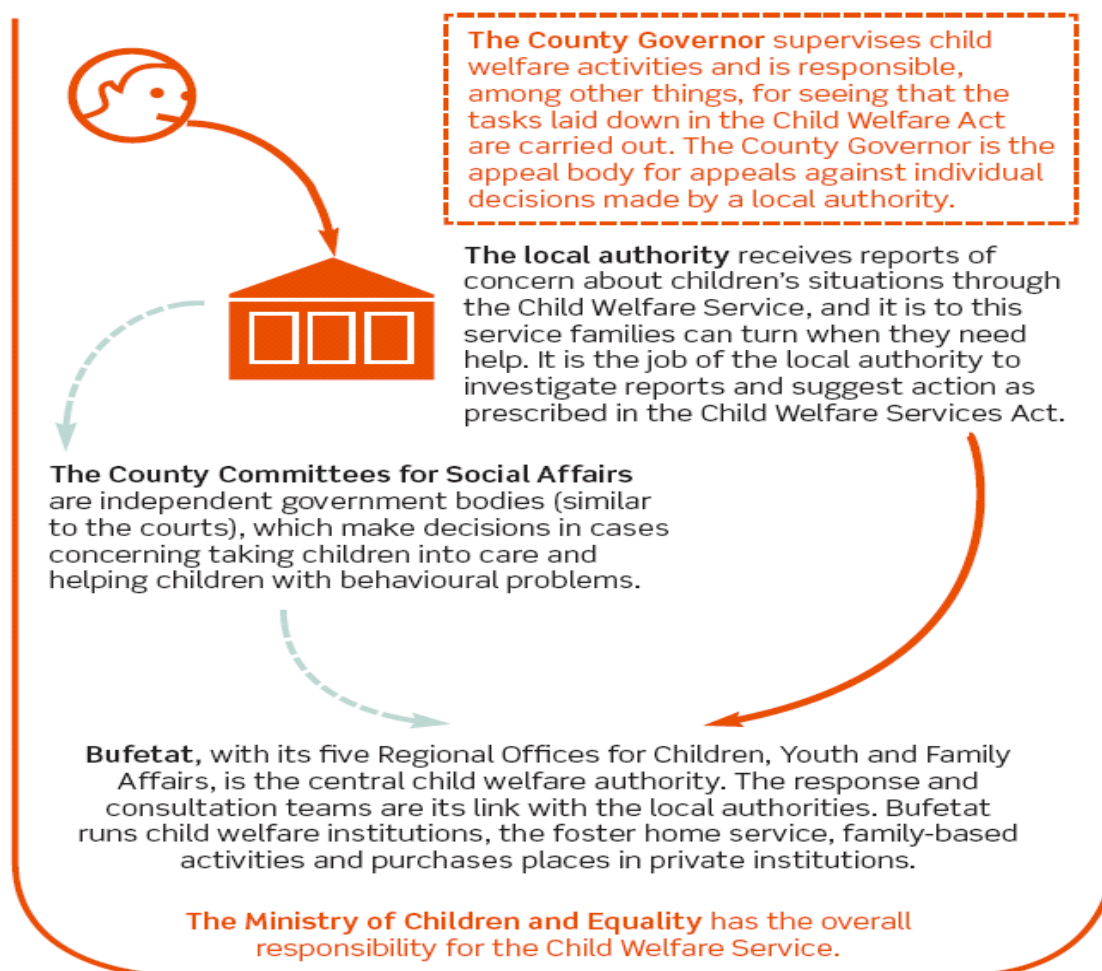 The County Governor supervises child
welfare activities and is responsible,
among other things, for seeing that the
tasks laid down in the Child Welfare Act
are carried out. The County Governor is the
appeal body for appeals against individual
decisions made by a local authority.
The local authority receives reports of
concern about children’s situations through
the Child Welfare Service, and it is to this
service families can turn when they need
help. It is the job of the local authority to
investigate reports and suggest action as
prescribed in the Child Welfare Services Act.
The County Committees for Social Affairs
are independent government bodies (similar
to the courts), which make decisions in cases
concerning taking children into care and
helping children with behavioural problems.
Bufetat, with its five Regional Offices for Children, Youth and Family
Affairs, is the central child welfare authority. The response and
consultation teams are its link with the local authorities. Bufetat
runs child welfare institutions, the foster home service, family-based
activities and purchases places in private institutions.
The Ministry of Children and Equality has the overall
responsibility for the Child Welfare Service.